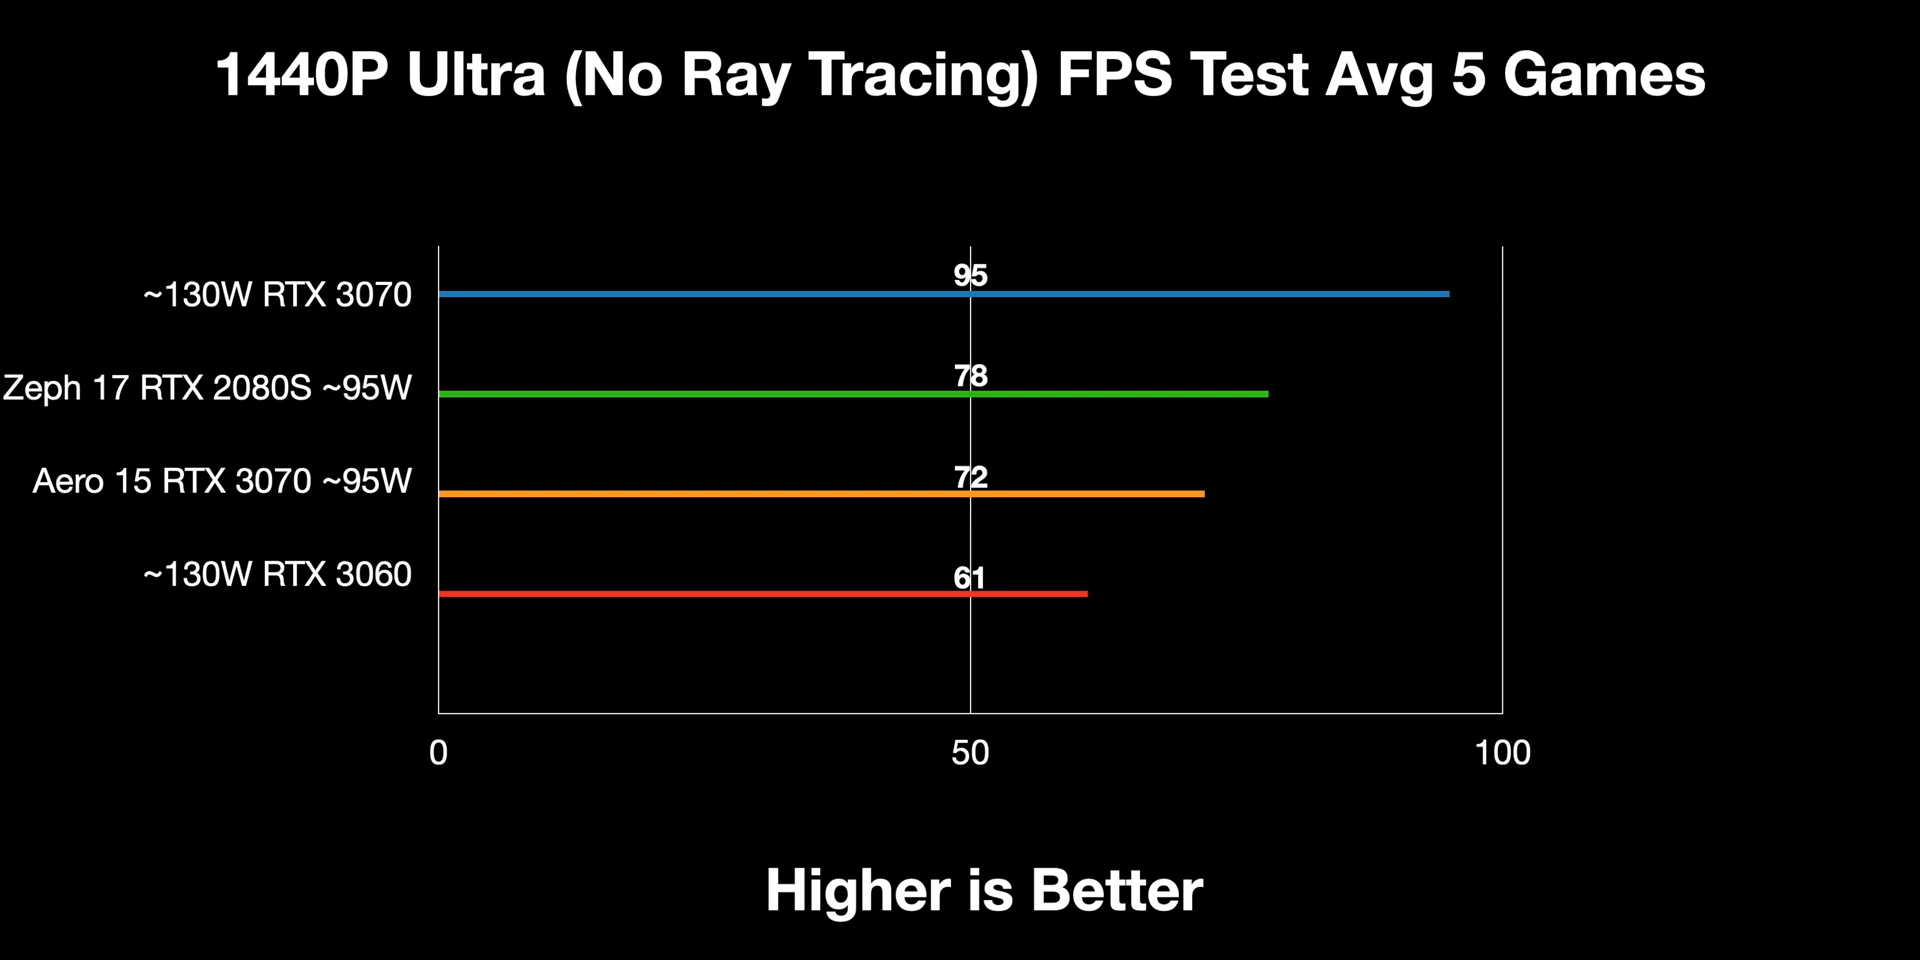 1440P Ultra (No Ray Tracing) FPS Test Avg 5 Games
~130W RTX 3070
95
Zeph 17 RTX 2080S ~95W
78
Aero 15 RTX 3070 ~95W
72
~130W RTX 3060
61
0 50 100
Higher is Better